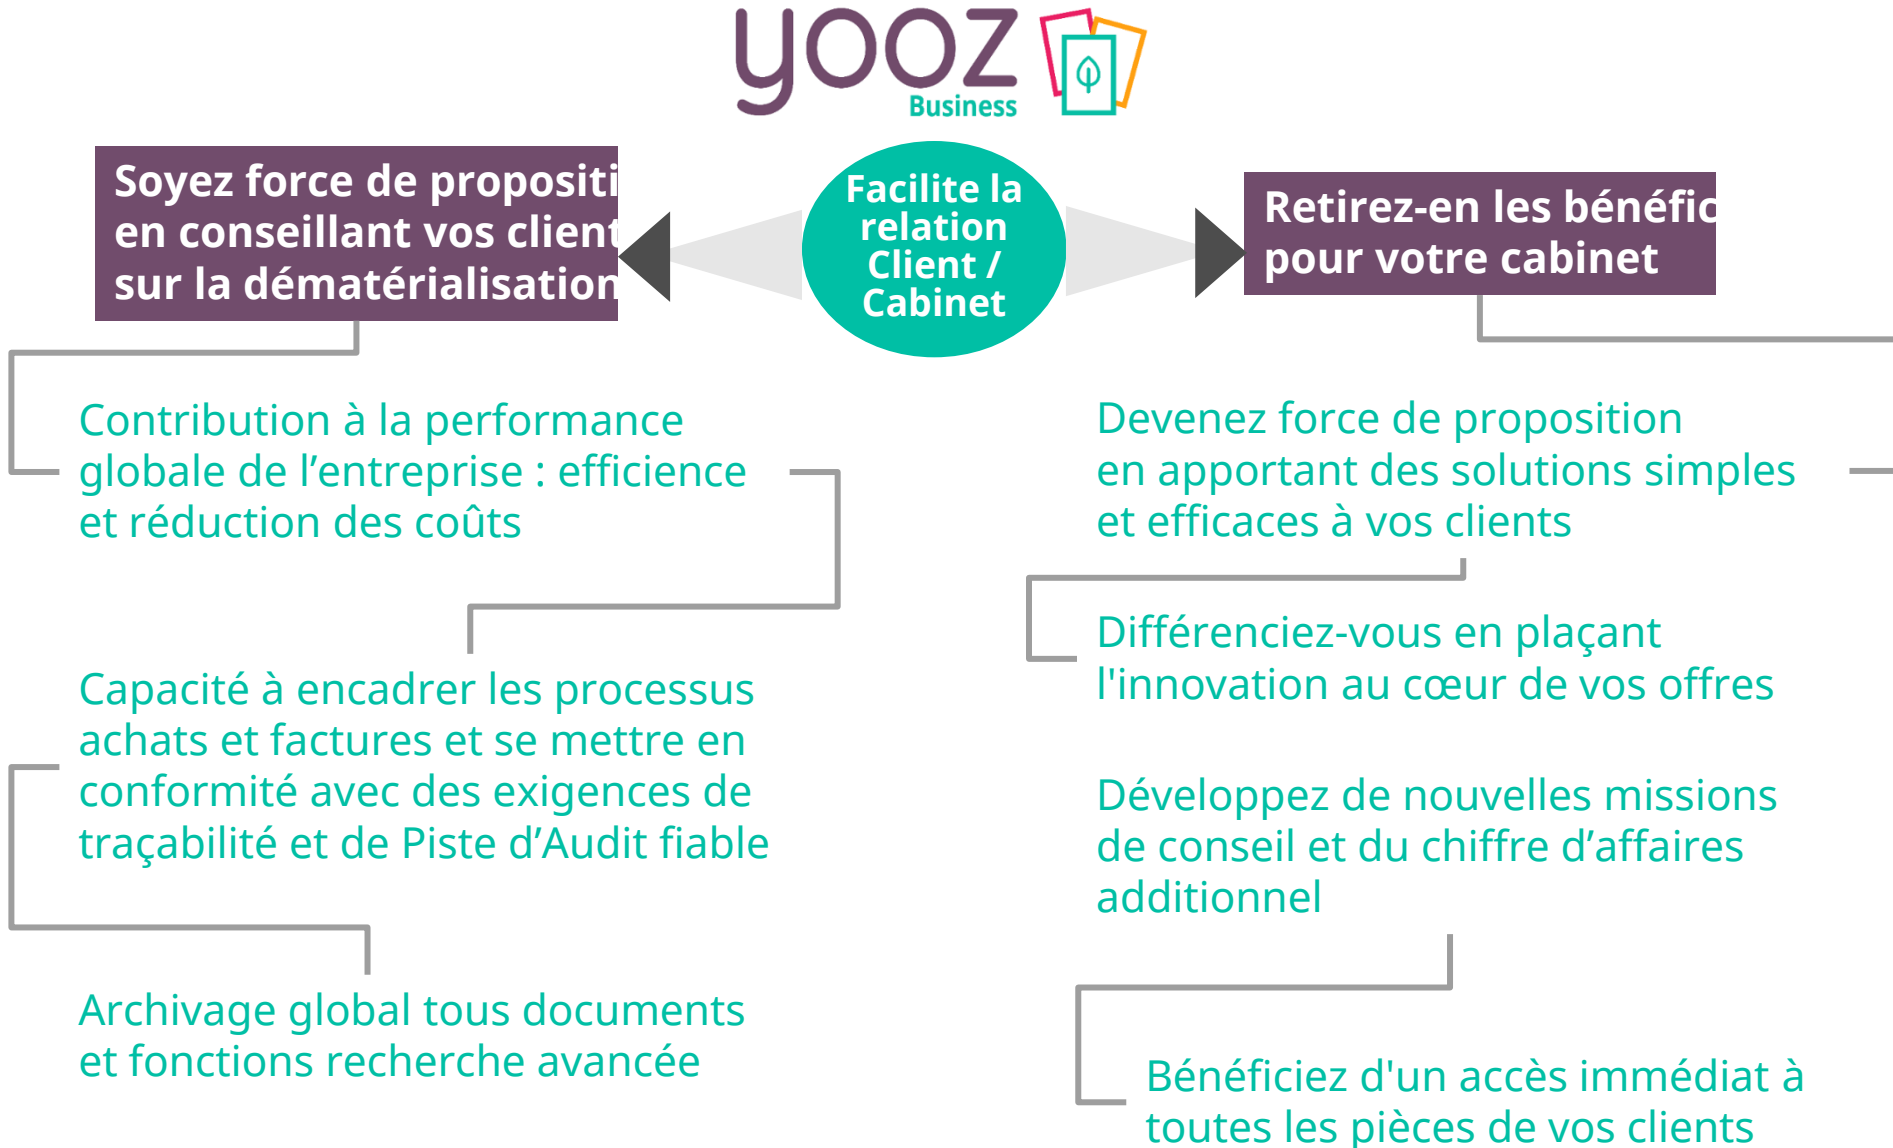 yooz
Business
Soyez force de propositi
en conseillant vos client
sur la dématérialisation
Facilite la
relation
Client /
Cabinet
Retirez-en les bénéfic
pour votre cabinet
Contribution à la performance
globale de l’entreprise : efficience
et réduction des coûts
Capacité à encadrer les processus
achats et factures et se mettre en
conformité avec des exigences de
traçabilité et de Piste d’Audit fiable
Archivage global tous documents
et fonctions recherche avancée
Devenez force de proposition
en apportant des solutions simples
et efficaces à vos clients
Différenciez-vous en plaçant
l'innovation au cœur de vos offres
Développez de nouvelles missions
de conseil et du chiffre d’affaires
additionnel
Bénéficiez d'un accès immédiat à
toutes les pièces de vos clients